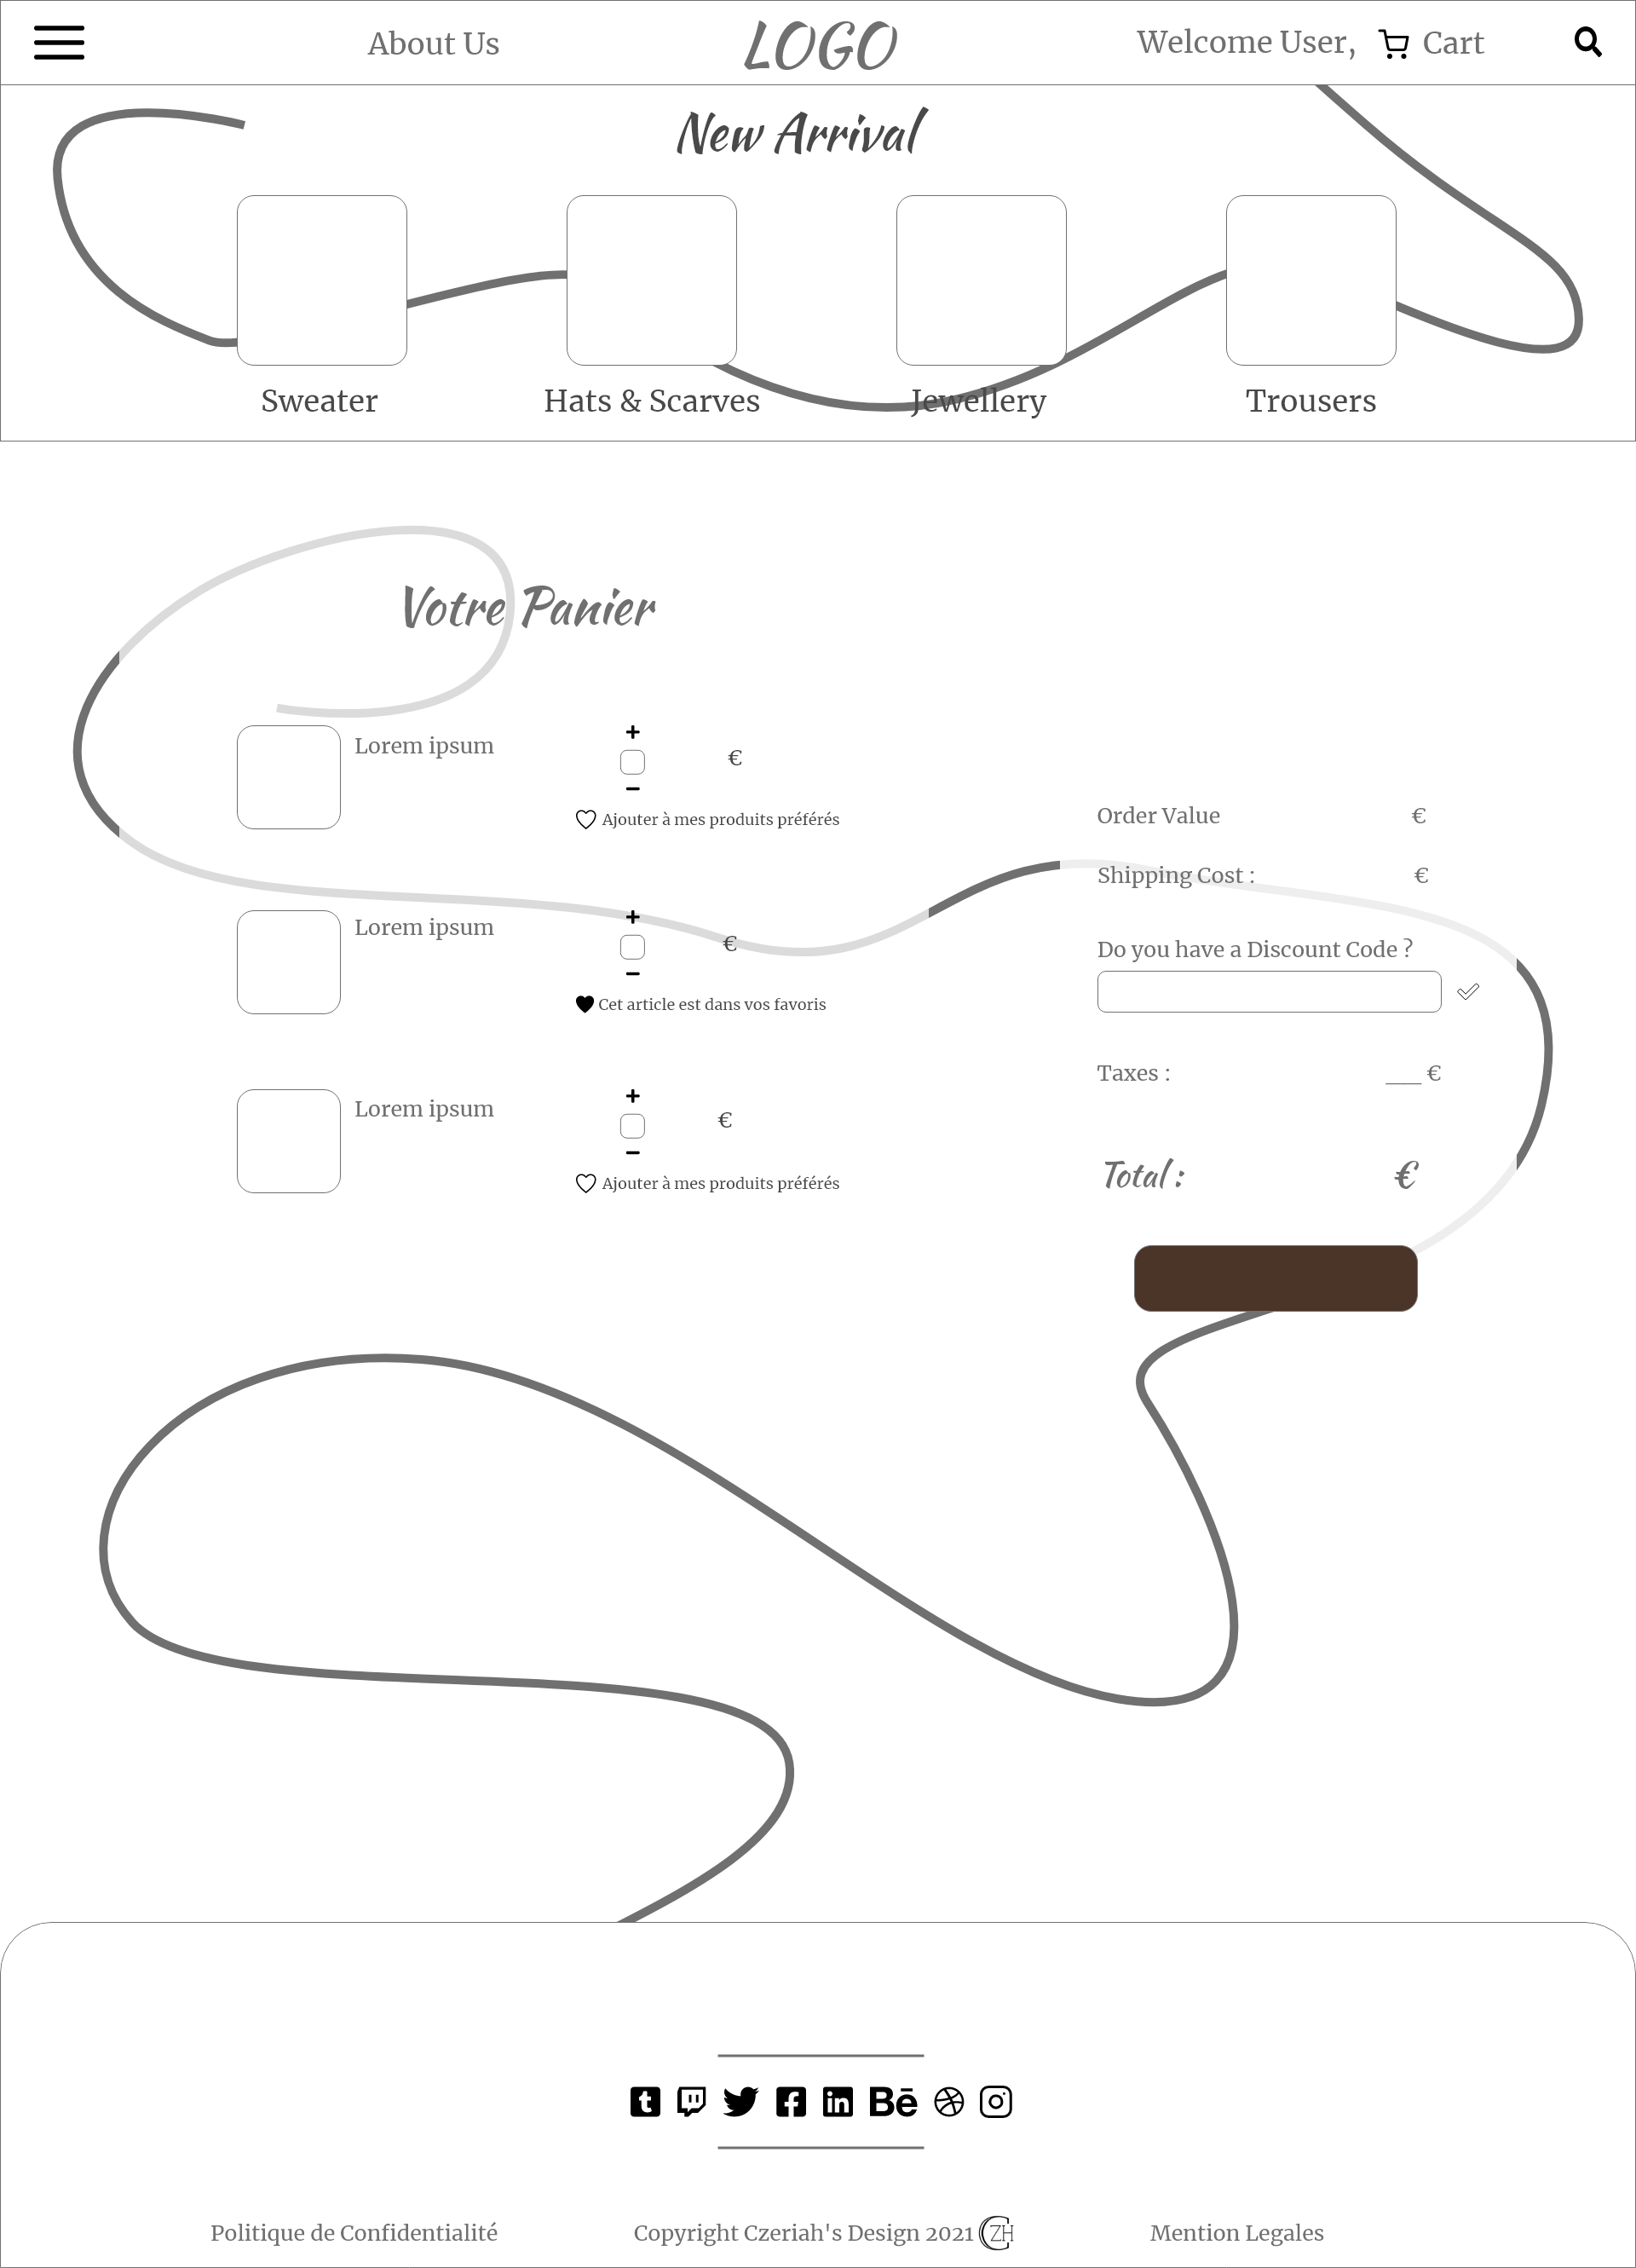 About Us
LOGO
Welcome User,
Cart
New Arrival
Sweater
Hats & Scarves
Jewellery
Trousers
Votre Panier
Lorem ipsum
€
Ajouter à mes produits préférés
Order Value €
Shipping Cost : €
Lorem ipsum
€
Cet article est dans vos favoris
Do you have a Discount Code ?
Taxes : ___ €
Lorem ipsum
€
Ajouter à mes produits préférés
Total : €
Bē
Politique de Confidentialité
Copyright Czeriah's Design 2021
CZH
Mention Legales